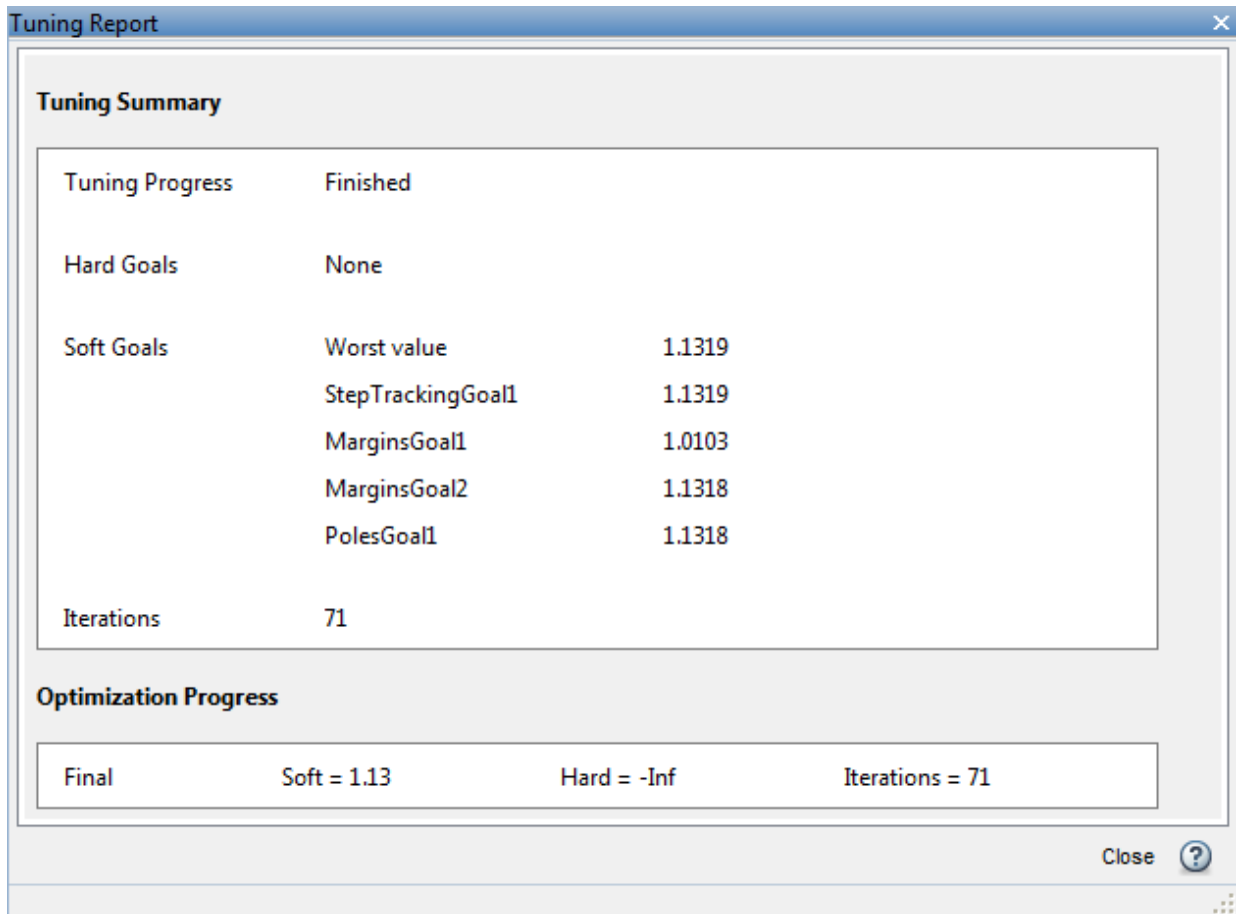 Tuning Report
Tuning Summary
Tuning Progress Finished
Hard Goals None
Soft Goals Worst value 1.1319
StepTrackingGoal1 1.1319
MarginsGoal1 1.0103
MarginsGoal2 1.1318
PolesGoal1 1.1318
Iterations 71
Optimization Progress
Final Soft = 1.13 Hard = -Inf Iterations = 71
Close ?